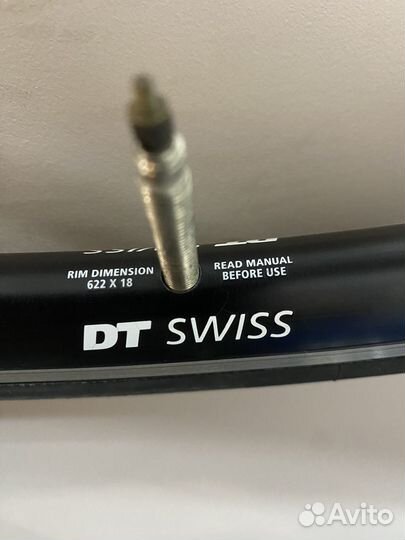 RIM DIMENSION
622 X 18
READ MANUAL
BEFORE USE
DT SWISS
Avito